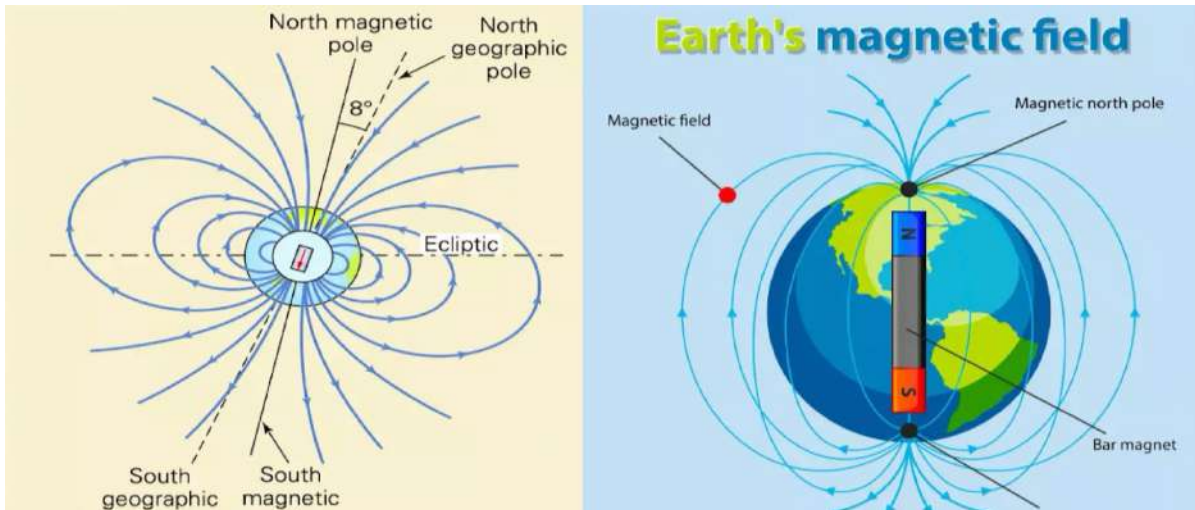 North magnetic
pole
North
geographic
pole
8°
Ecliptic
South
geographic
South
magnetic
Earth's magnetic field
Magnetic field
Magnetic north pole
N
S
Bar magnet